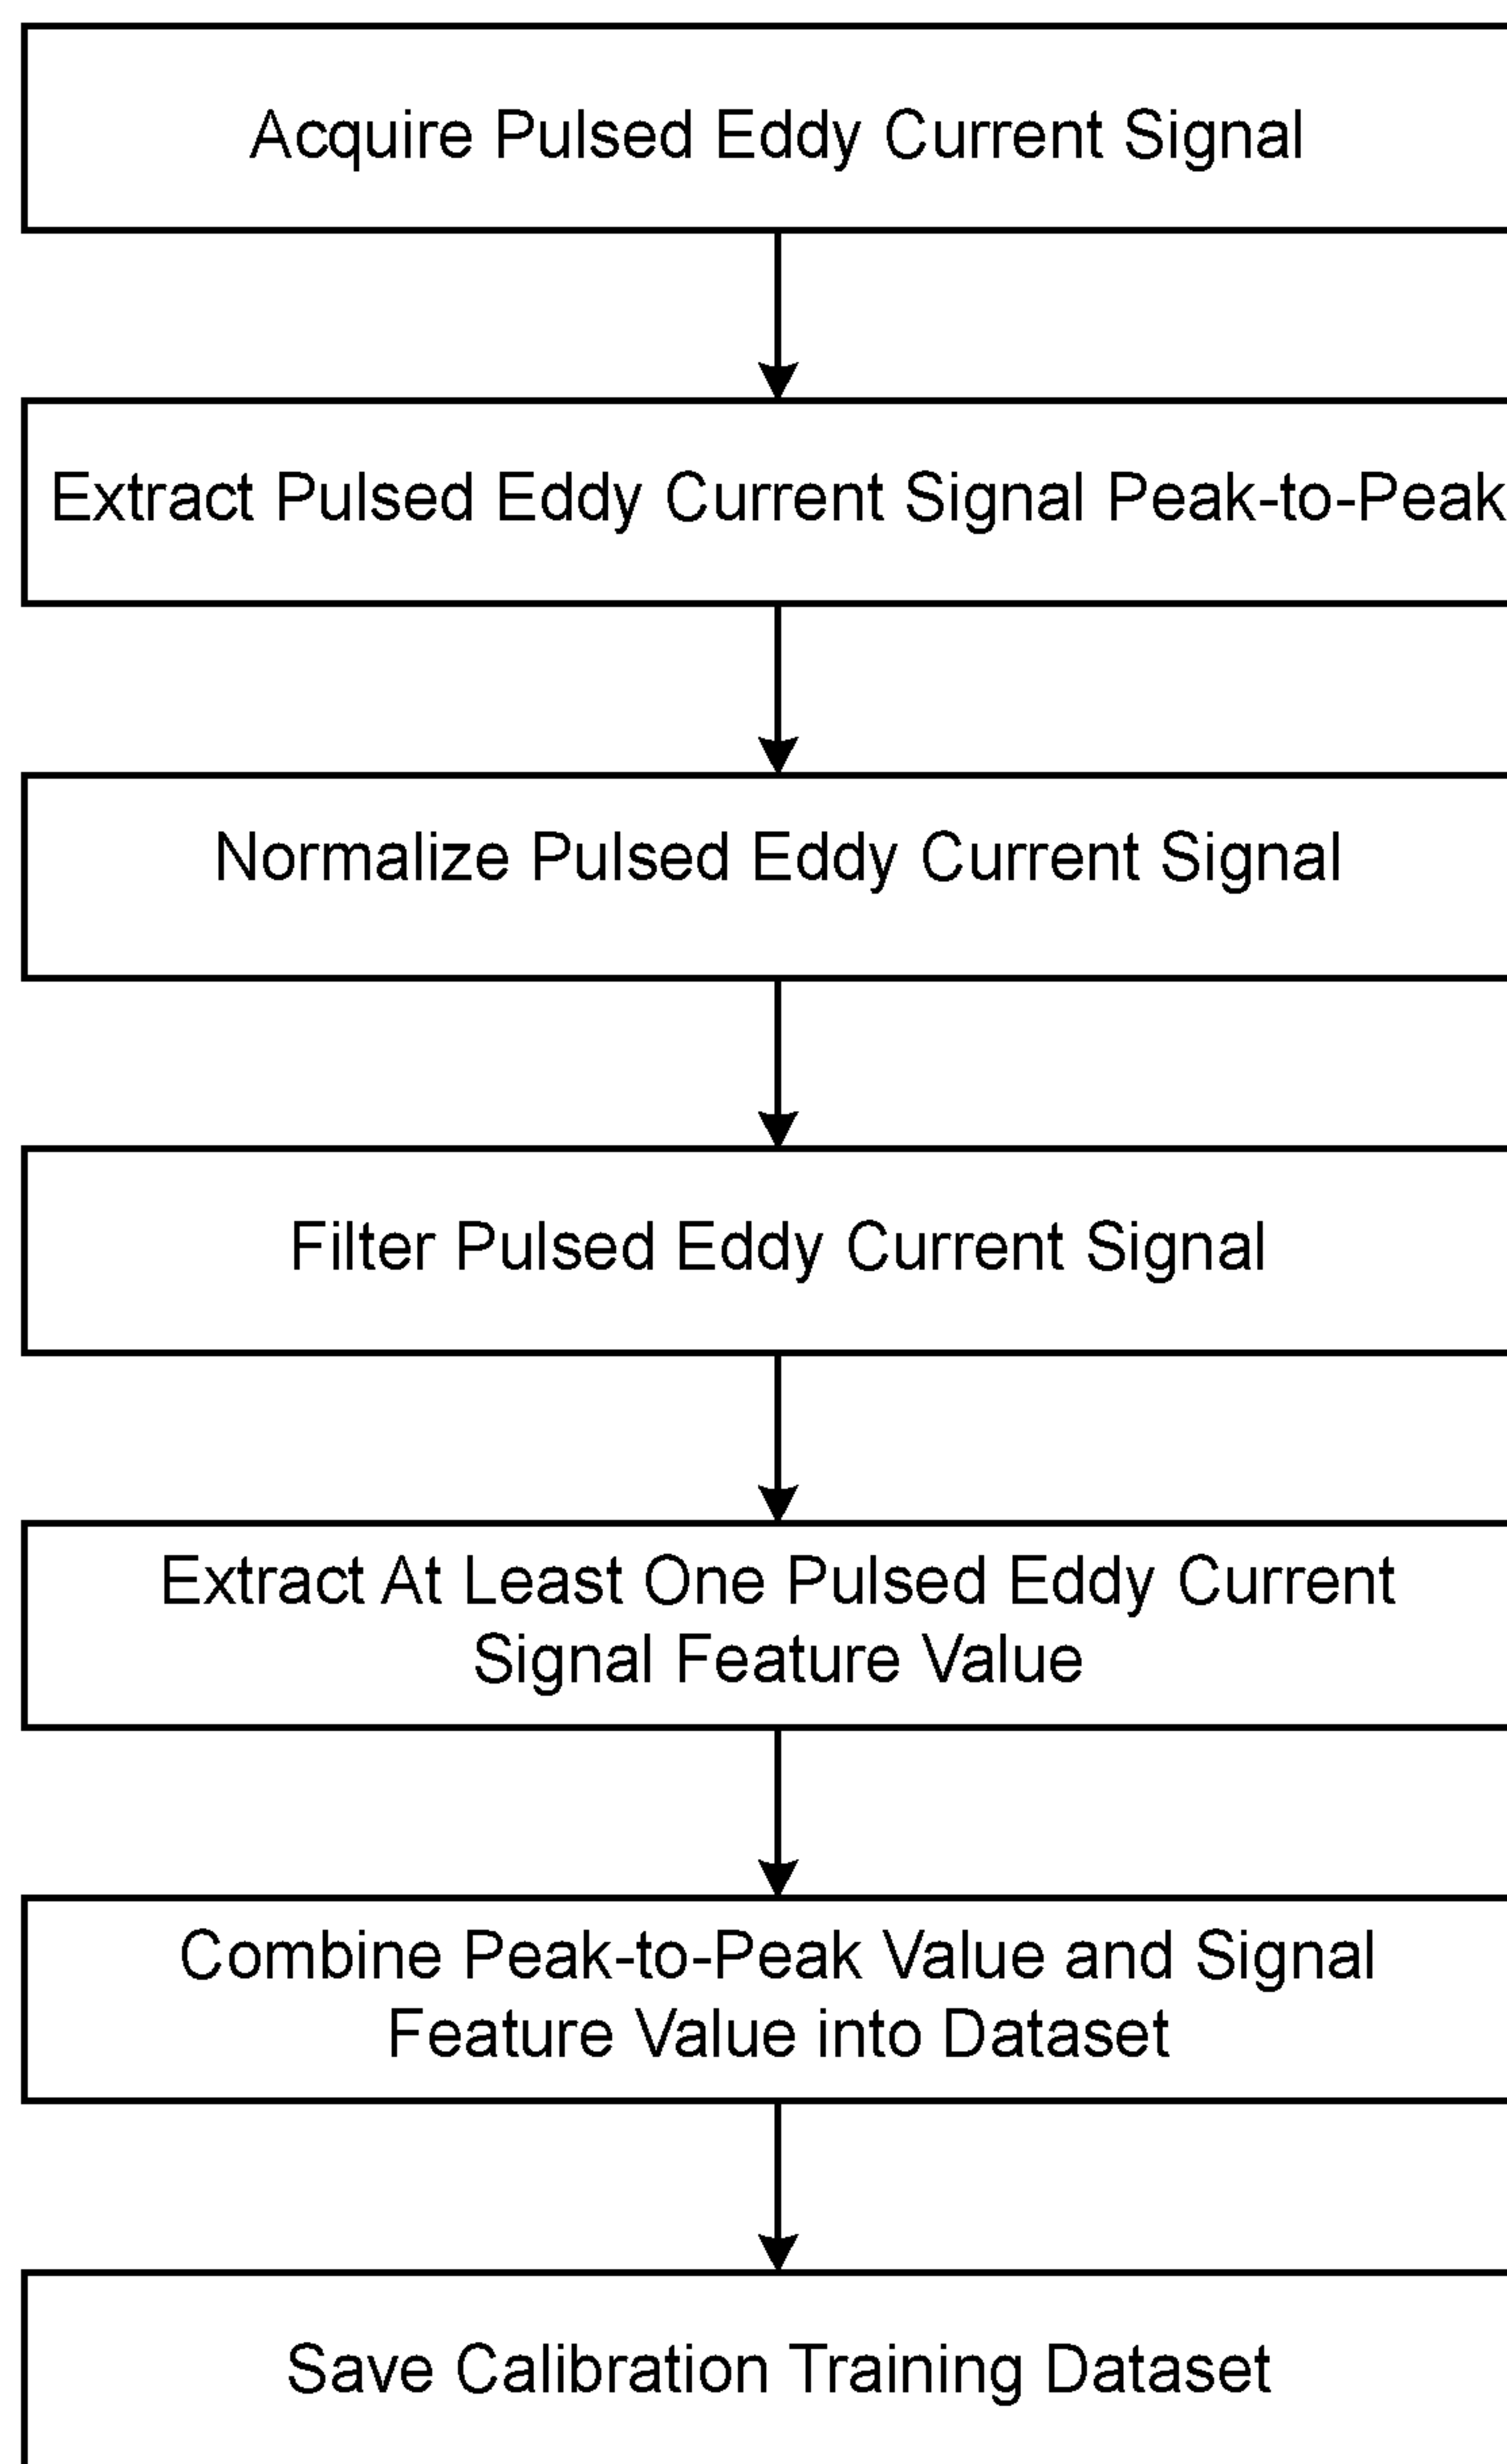 Acquire Pulsed Eddy Current Signal
Extract Pulsed Eddy Current Signal Peak-to-Peak
Normalize Pulsed Eddy Current Signal
Filter Pulsed Eddy Current Signal
Extract At Least One Pulsed Eddy Current
Signal Feature Value
Combine Peak-to-Peak Value and Signal
Feature Value into Dataset
Save Calibration Training Dataset